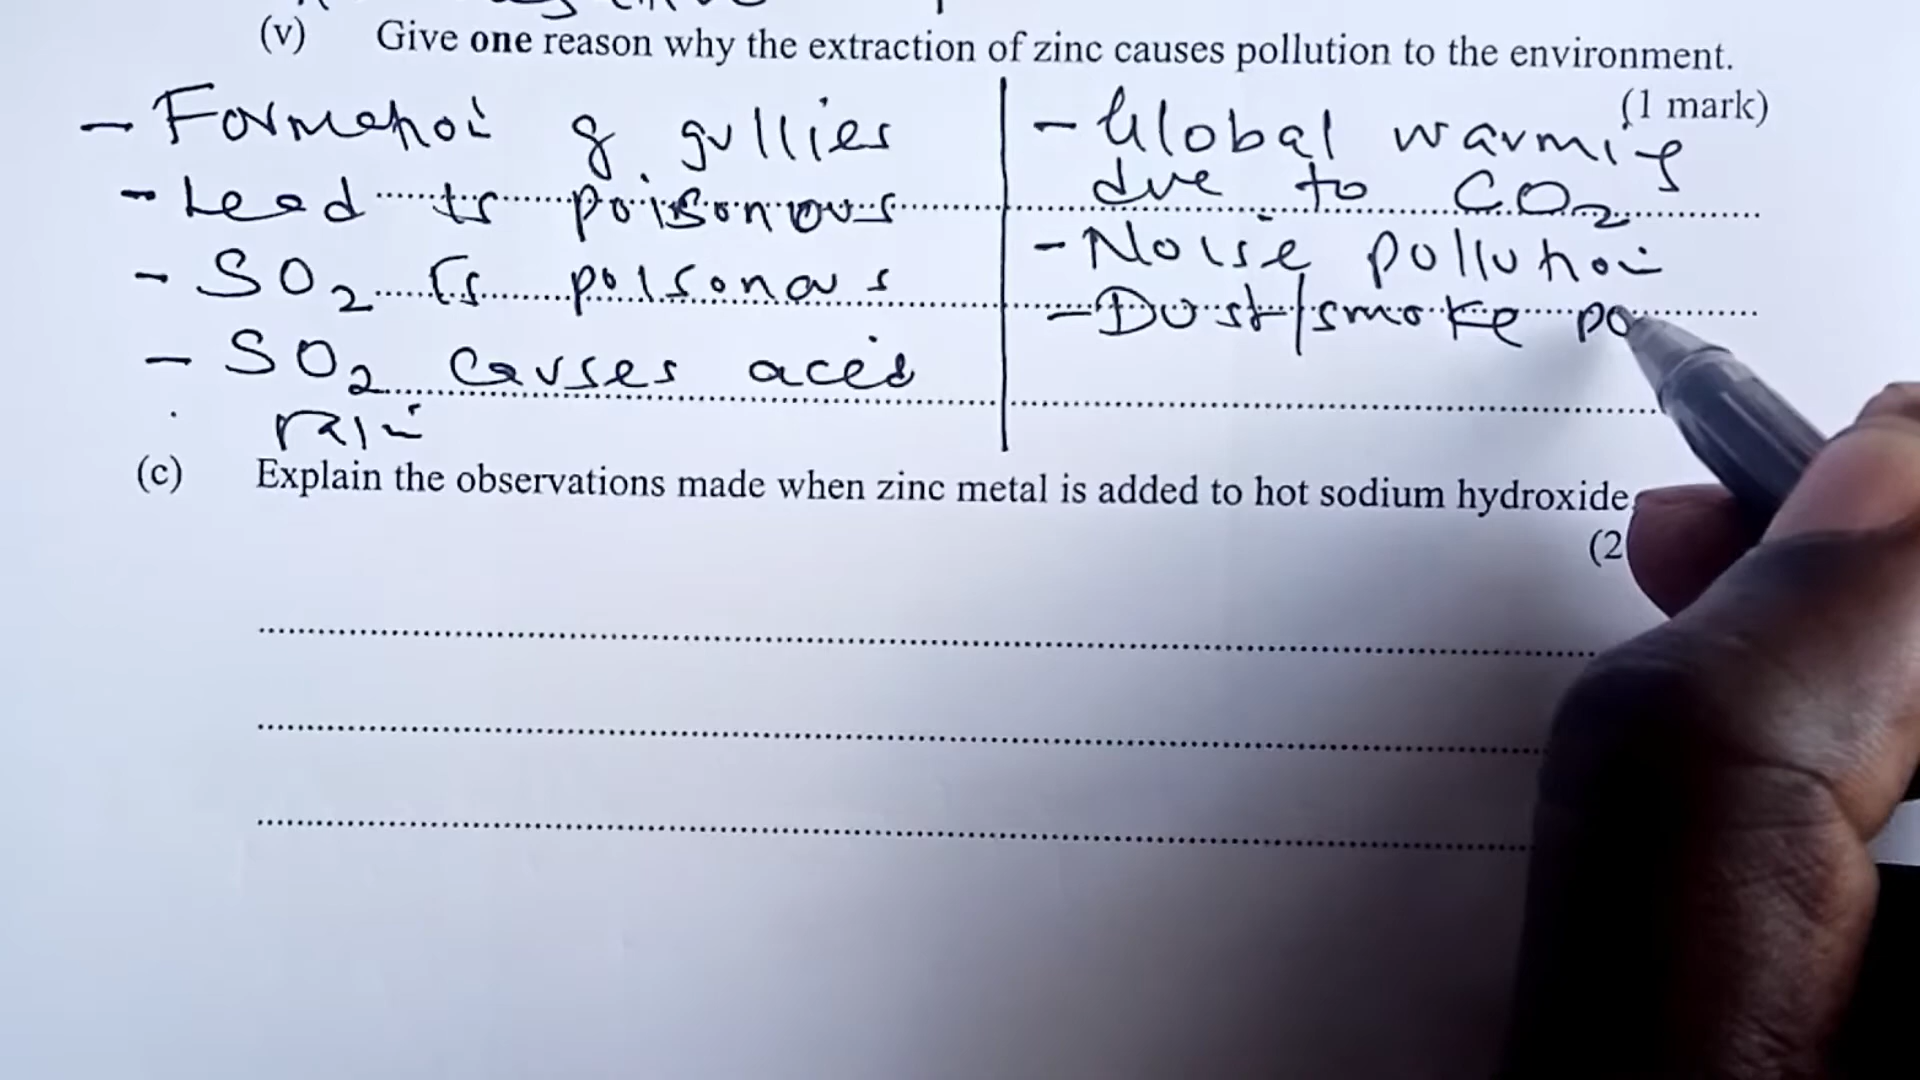 (v) Give one reason why the extraction of zinc causes pollution to the environment.
(1 mark)
- Formation of gullies
- Lead is poisonous
- SO2 is poisonous
- SO2 causes acid
rain
- Global warming
due to CO2
- Noise pollution
- Dust/smoke po
(c) Explain the observations made when zinc metal is added to hot sodium hydroxide
(2